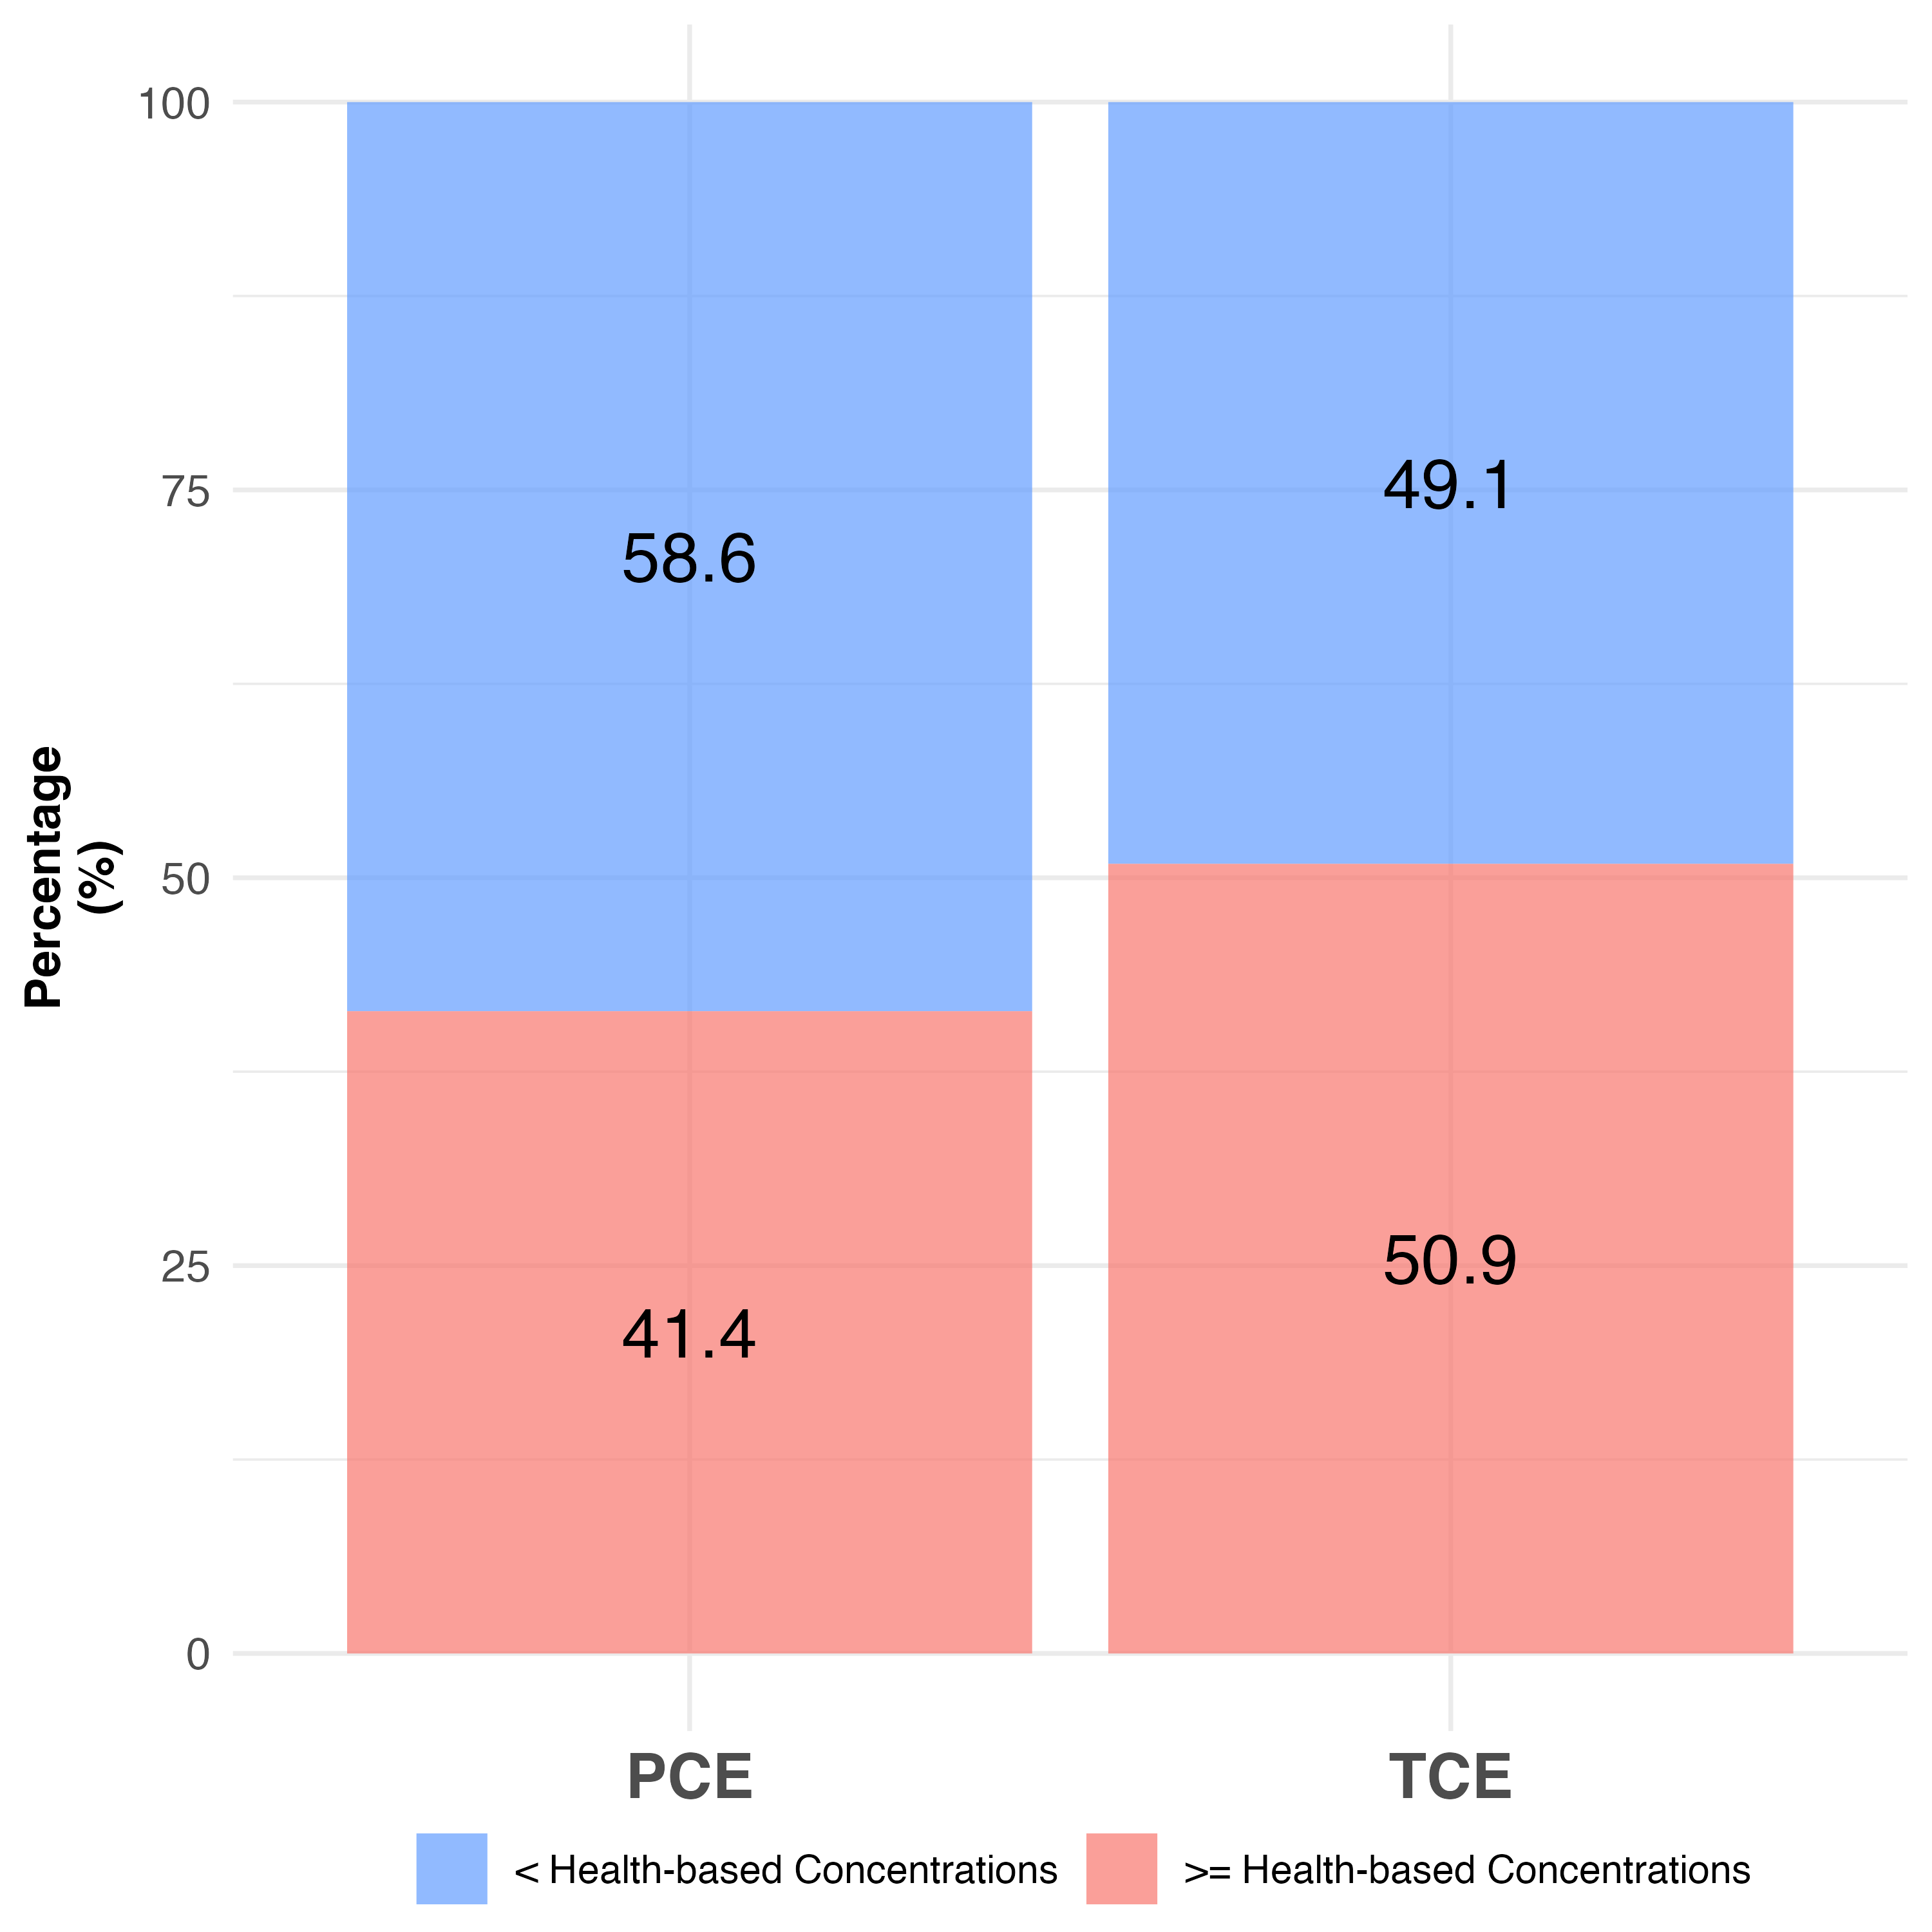 100
75
50
25
0
Percentage
(%)
58.6
49.1
41.4
50.9
PCE
TCE
< Health-based Concentrations
>= Health-based Concentrations